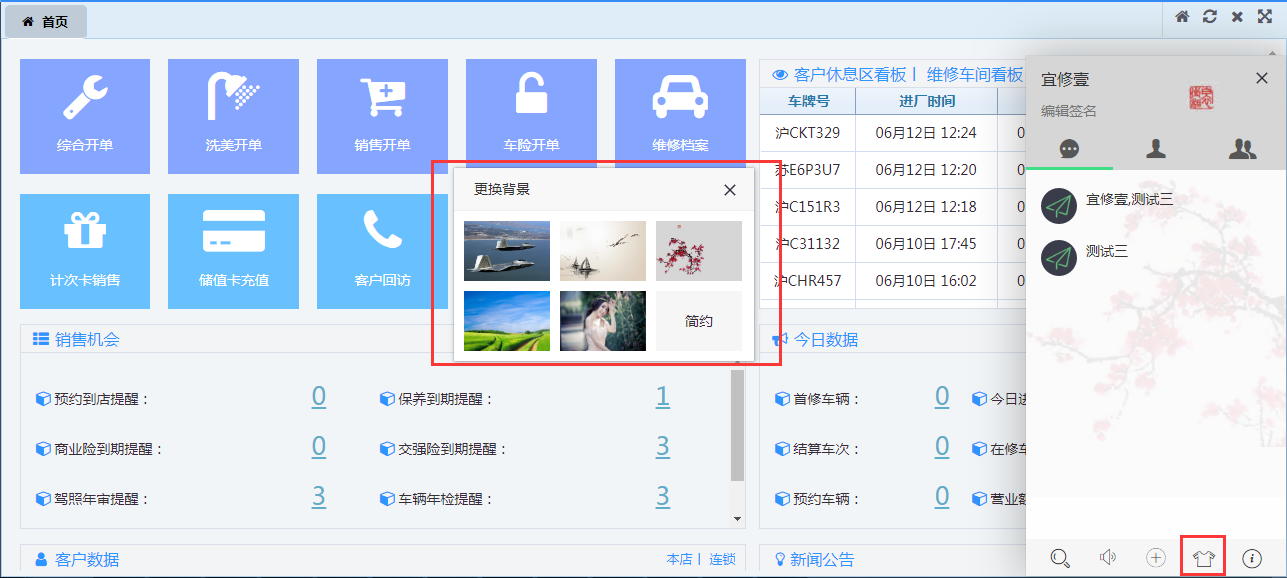 首页
综合开单
洗美开单
销售开单
车险开单
维修档案
计次卡销售
储值卡充值
客户回访
更换背景
简约
客户休息区看板 | 维修车间看板
车牌号 进厂时间
沪CKT329 06月12日 12:24 0
苏E6P3U7 06月12日 12:20 0
沪C151R3 06月12日 12:18 0
沪C31132 06月10日 17:45 0
沪CHR457 06月10日 16:02 0
宜修壹
编辑签名
宜修壹,测试三
测试三
销售机会
预约到店提醒: 0 保养到期提醒: 1
商业险到期提醒: 0 交强险到期提醒: 3
驾照年审提醒: 3 车辆年检提醒: 3
今日数据
首修车辆: 0 今日进
结算车次: 0 在修车
预约车辆: 0 营业额
客户数据 本店 | 连锁
新闻公告